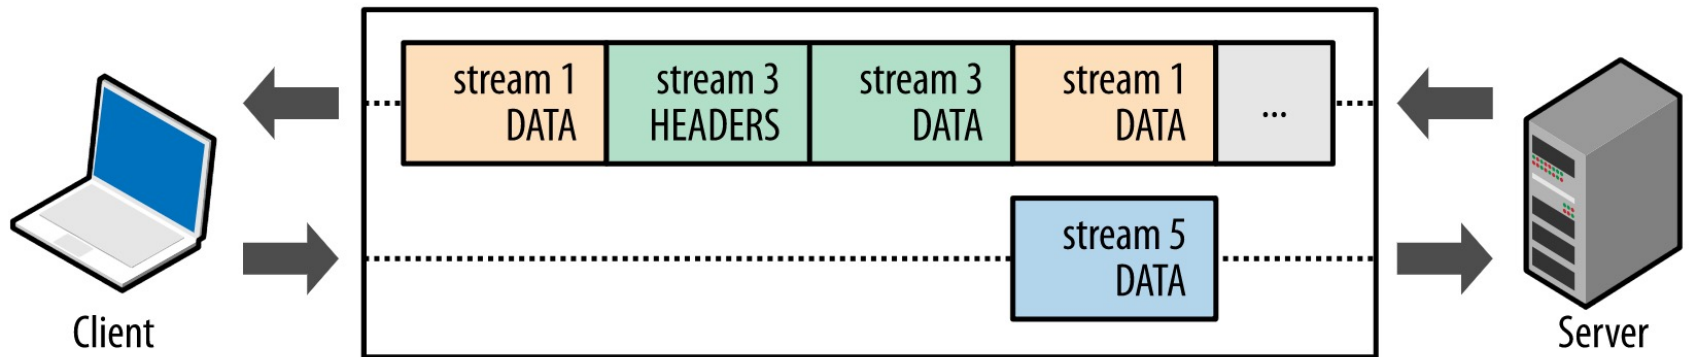 stream 1
DATA
stream 3
HEADERS
stream 3
DATA
stream 1
DATA
...
stream 5
DATA
Client
Server